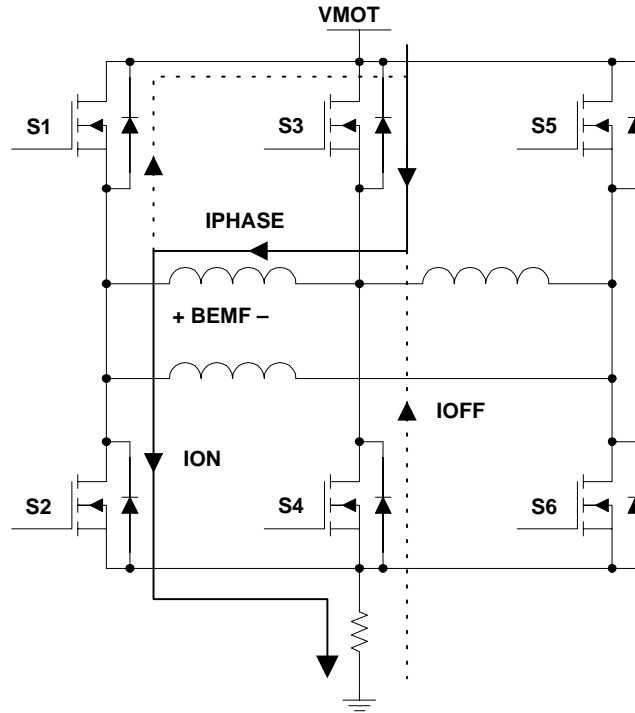 VMOT
S1
S3
S5
IPHASE
+ BEMF –
IOFF
ION
S2
S4
S6